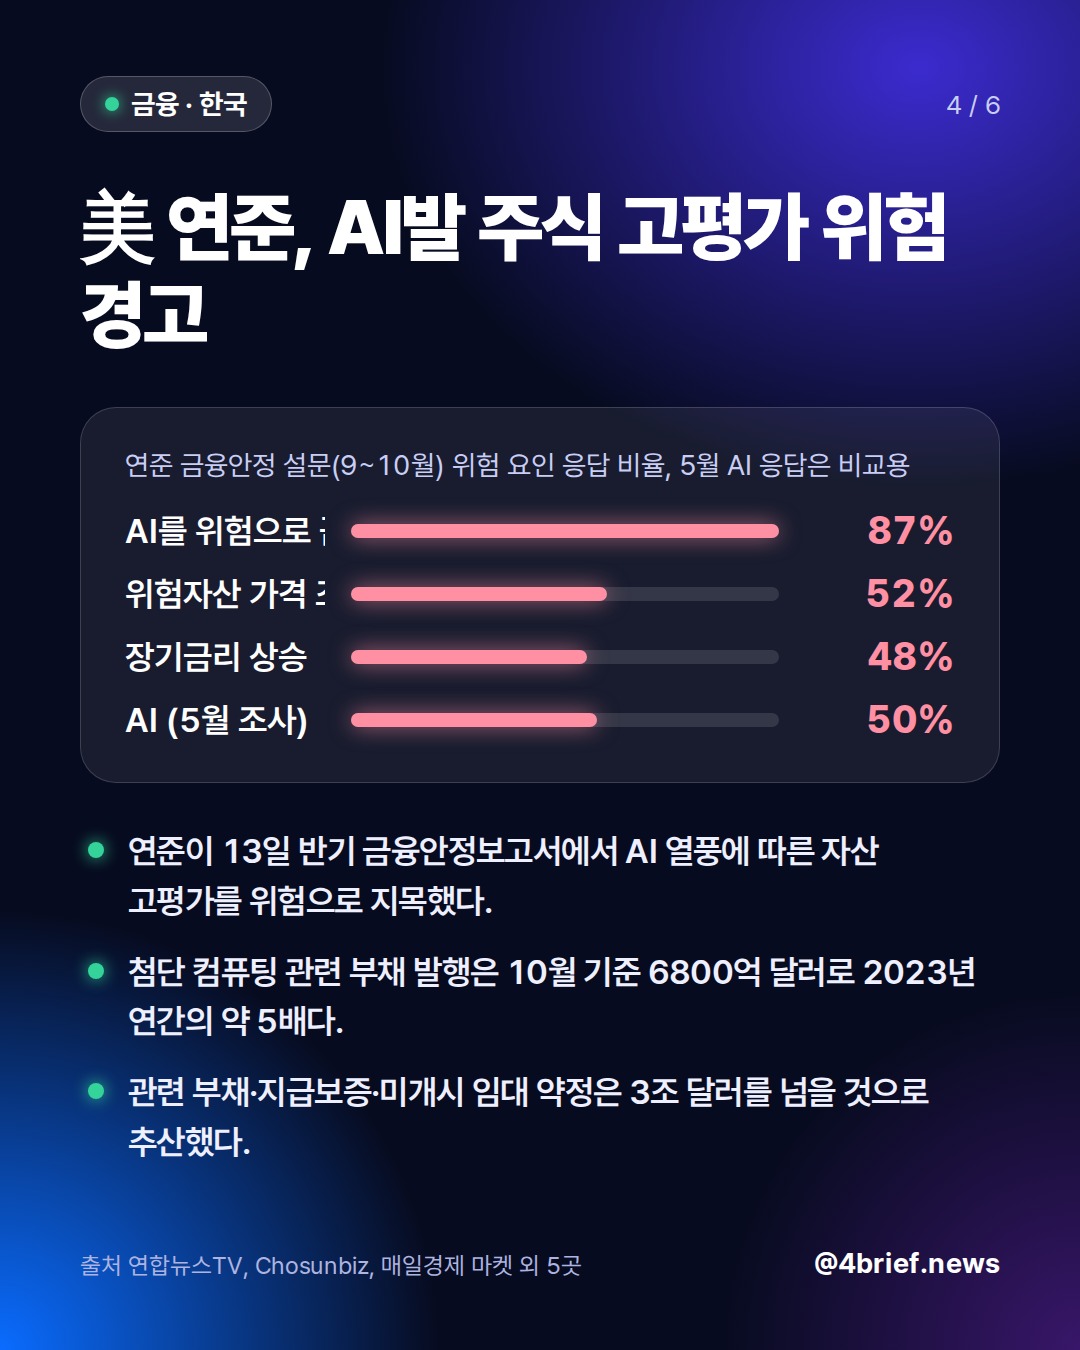 금융 · 한국
4 / 6
美 연준, AI발 주식 고평가 위험
경고
연준 금융안정 설문(9~10월) 위험 요인 응답 비율, 5월 AI 응답은 비교용
AI를 위험으로
87%
위험자산 가격
52%
장기금리 상승
48%
AI (5월 조사)
50%
연준이 13일 반기 금융안정보고서에서 AI 열풍에 따른 자산
고평가를 위험으로 지목했다.
첨단 컴퓨팅 관련 부채 발행은 10월 기준 6800억 달러로 2023년
연간의 약 5배다.
관련 부채·지급보증·미개시 임대 약정은 3조 달러를 넘을 것으로
추산했다.
출처 연합뉴스TV, Chosunbiz, 매일경제 마켓 외 5곳
@4brief.news